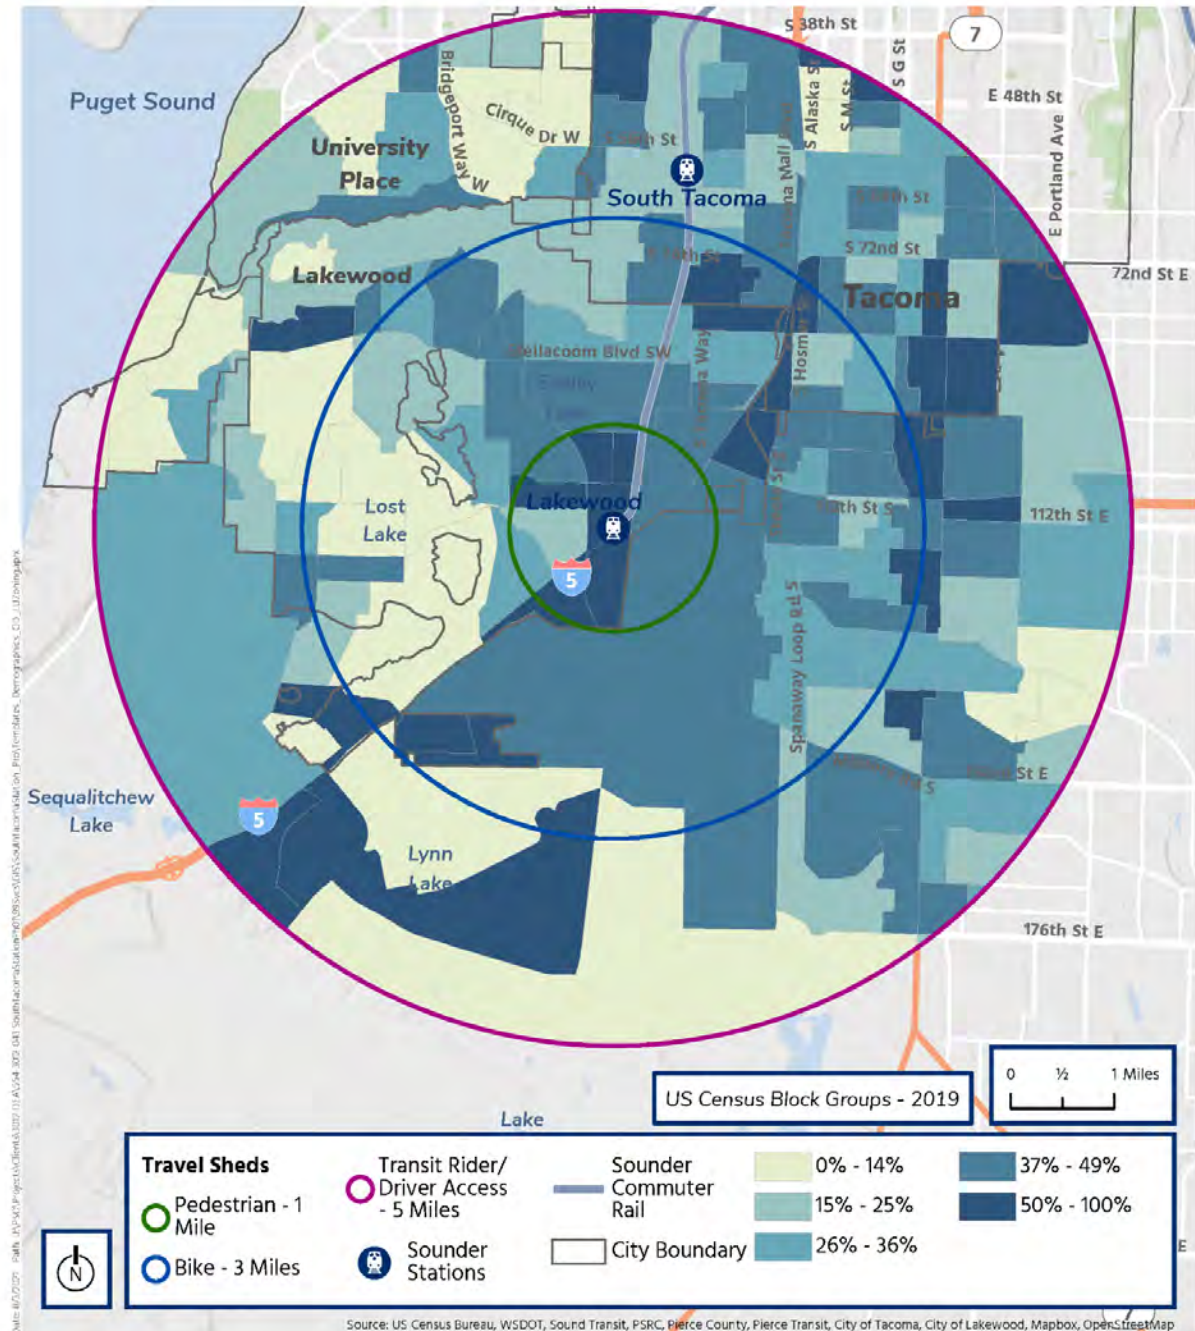 S 38th St
7
S G St
S Alaska St
S M St
E 48th St
Puget Sound
Bridgeport Way W
Cirque
Dr W
University
Place
South Tacoma
E Portland Ave
S 72nd St
72nd St E
Lakewood
Tacoma
Steilacoom Blvd SW
Hosmer St
Lakewood
Lost
Lake
112th St E
5
Spanaway Loop Rd S
Sequalitchew
Lake
5
Lynn
Lake
176th St E
US Census Block Groups - 2019
0 ½ 1 Miles
Lake
Travel Sheds
Pedestrian - 1
Mile
Bike - 3 Miles
Transit Rider/
Driver Access
- 5 Miles
Sounder
Stations
Sounder
Commuter
Rail
City Boundary
0% - 14%
15% - 25%
26% - 36%
37% - 49%
50% - 100%
N
E
Source: US Census Bureau, WSDOT, Sound Transit, PSRC, Pierce County, Pierce Transit, City of Tacoma, City of Lakewood, Mapbox, OpenStreetMap